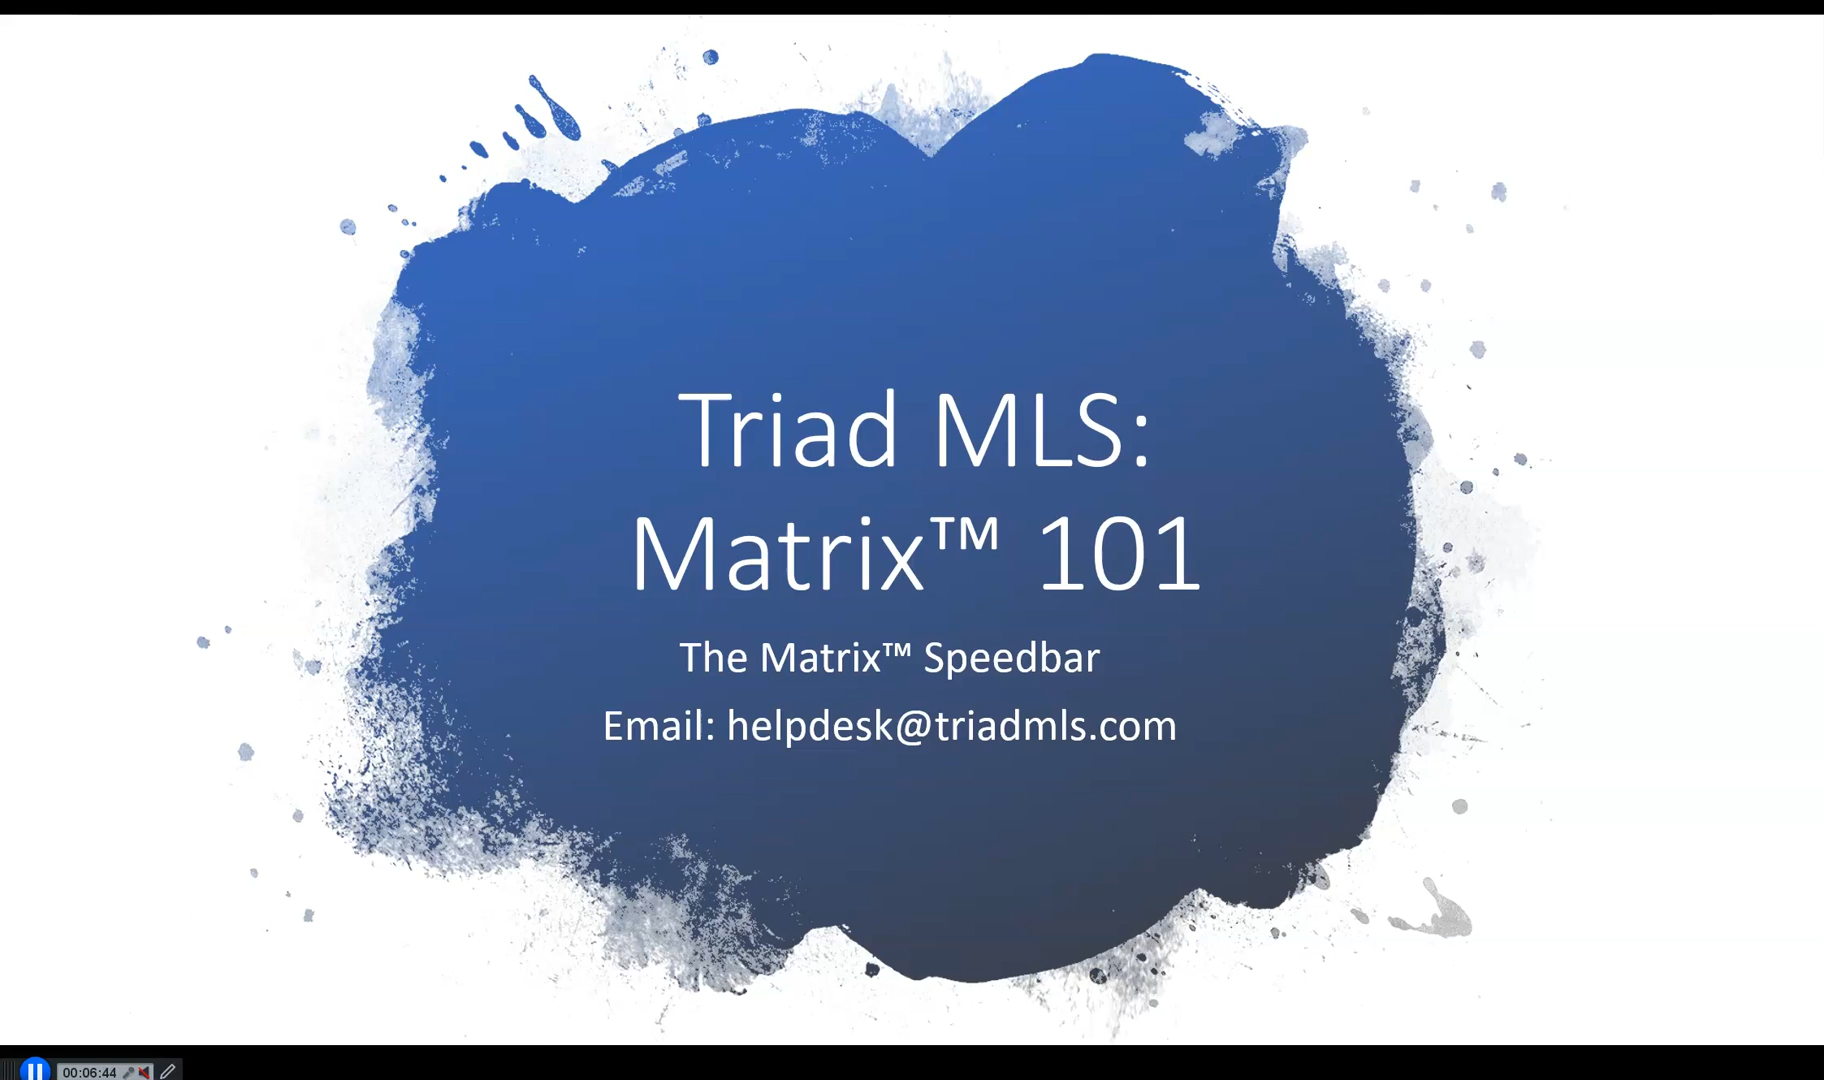 Triad MLS:
Matrix™ 101
The Matrix™ Speedbar
Email: helpdesk@triadmls.com
00:06:44